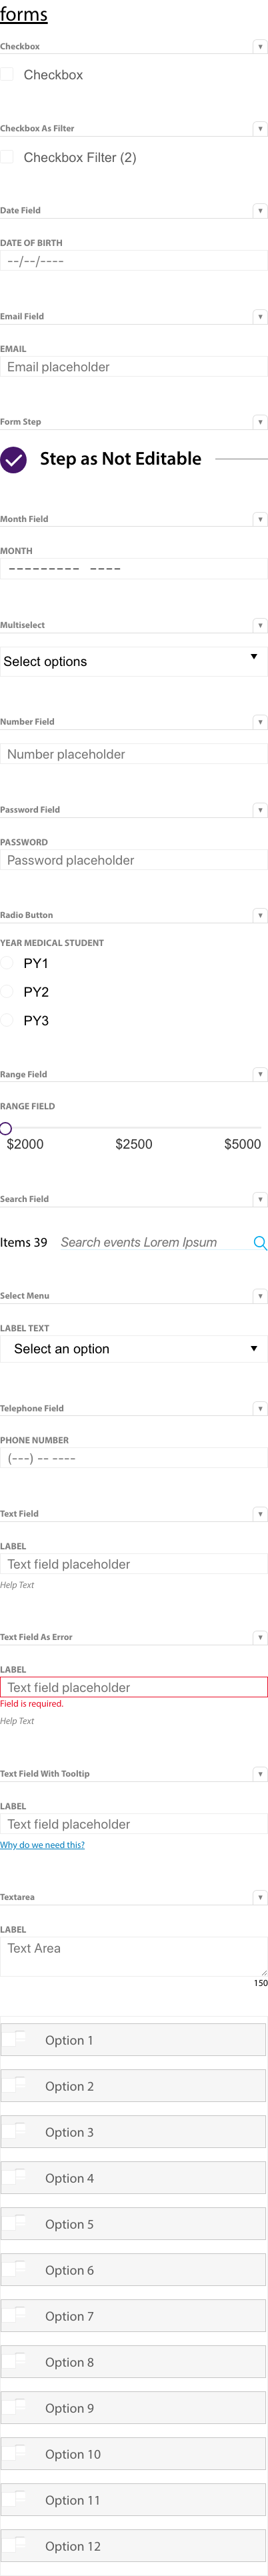 forms
Checkbox
Checkbox
Checkbox As Filter
Checkbox Filter (2)
Date Field
DATE OF BIRTH
--/--/----
Email Field
EMAIL
Email placeholder
Form Step
Step as Not Editable
Month Field
MONTH
--------- ----
Multiselect
Select options
Number Field
Number placeholder
Password Field
PASSWORD
Password placeholder
Radio Button
YEAR MEDICAL STUDENT
PY1
PY2
PY3
Range Field
RANGE FIELD
$2000 $2500 $5000
Search Field
Items 39 Search events Lorem Ipsum
Select Menu
LABEL TEXT
Select an option
Telephone Field
PHONE NUMBER
(---) -- ----
Text Field
LABEL
Text field placeholder
Help Text
Text Field As Error
LABEL
Text field placeholder
Field is required.
Help Text
Text Field With Tooltip
LABEL
Text field placeholder
Why do we need this?
Textarea
LABEL
Text Area
150
Option 1
Option 2
Option 3
Option 4
Option 5
Option 6
Option 7
Option 8
Option 9
Option 10
Option 11
Option 12